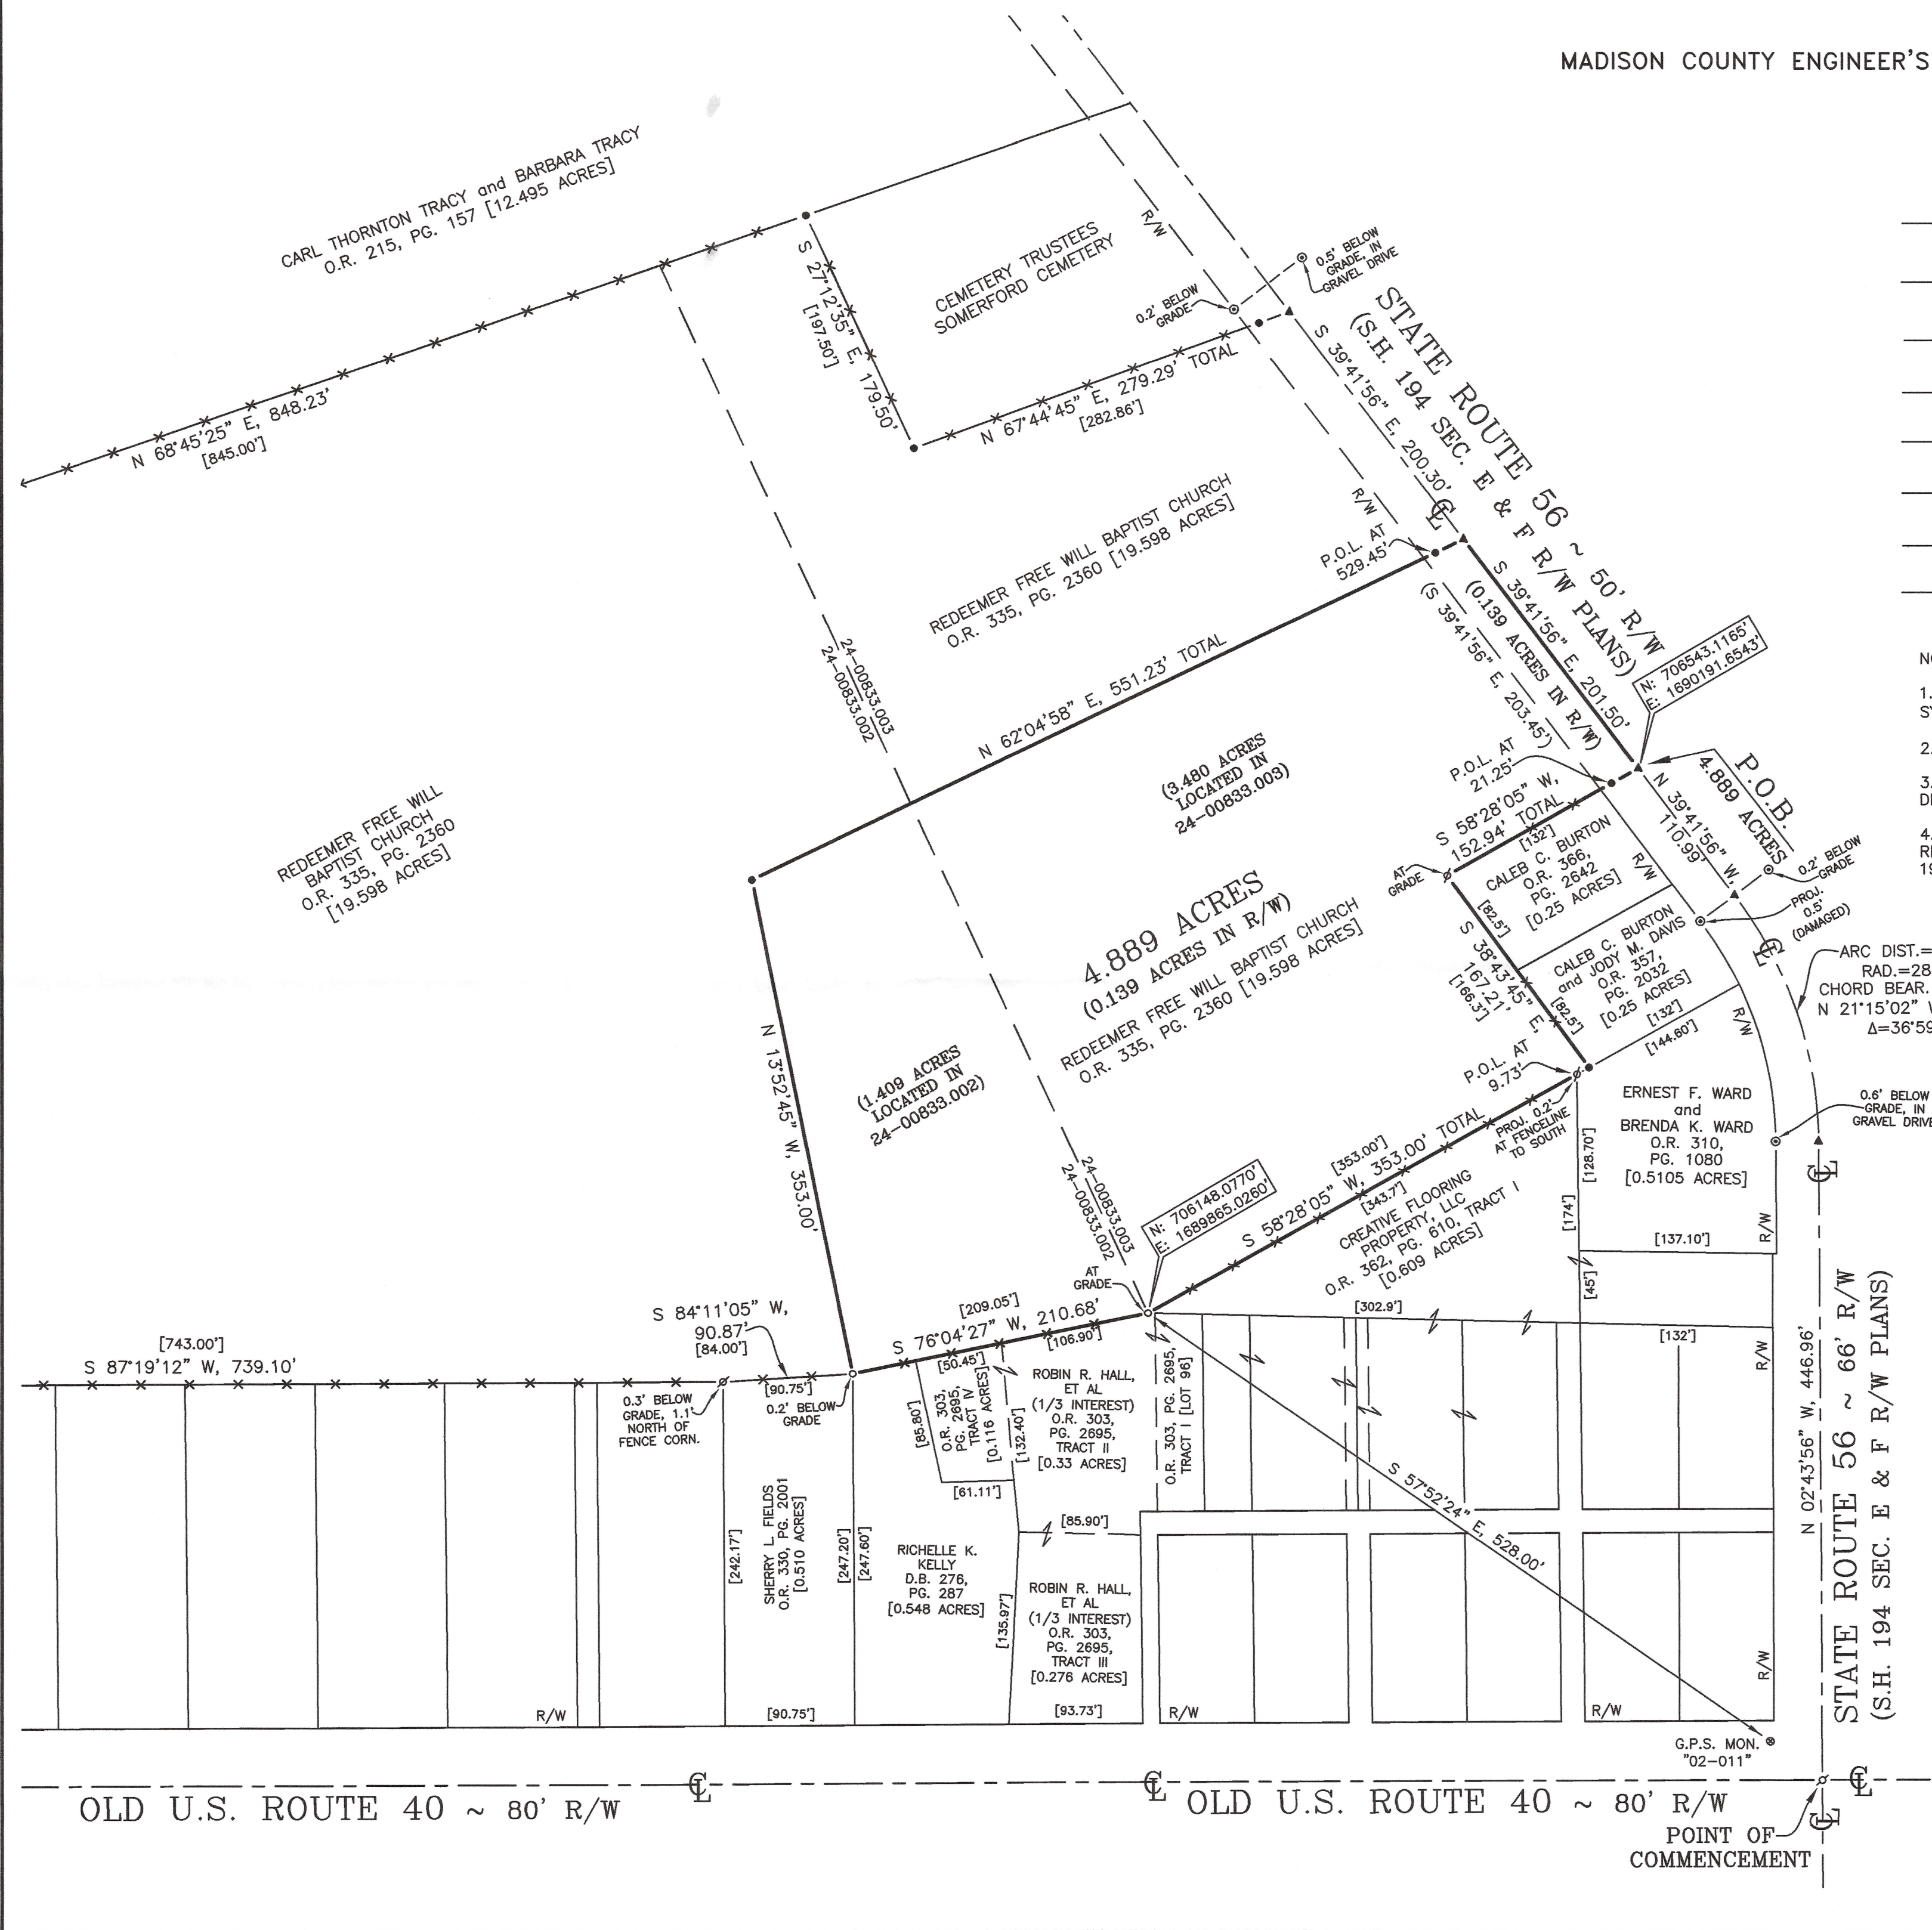 MADISON COUNTY ENGINEER'S
CARL THORNTON TRACY and BARBARA TRACY
O.R. 215, PG. 157 [12.495 ACRES]
N 68°45'25" E, 848.23'
[845.00']
S 27°12'35" E, 179.50'
[197.50']
CEMETERY TRUSTEES
SOMERFORD CEMETERY
R/W
0.2' BELOW
GRADE
0.5' BELOW
GRADE, IN
GRAVEL DRIVE
N 67°44'45" E, 279.29' TOTAL
[282.86']
STATE ROUTE 56 ~ 50' R/W
(S.H. 194 SEC. E & F R/W PLANS)
S 39°41'56" E, 200.30'
R/W
REDEEMER FREE WILL BAPTIST CHURCH
O.R. 335, PG. 2360 [19.598 ACRES]
P.O.L. AT
529.45'
S 39°41'56" E, 201.50'
(0.139 ACRES IN R/W)
(S 39°41'56" E, 203.45')
N: 706543.1165'
E: 1690191.6543'
24-00833.003
24-00833.002
N 62°04'58" E, 551.23' TOTAL
(3.480 ACRES
LOCATED IN
24-00833.003)
P.O.L. AT
21.25'
P.O.B.
4.889 ACRES
S 58°28'05" W,
152.94' TOTAL
[132']
N 39°41'56" W,
110.99'
0.2' BELOW
GRADE
PROJ.
0.5'
(DAMAGED)
AT
GRADE
CALEB C. BURTON
O.R. 366,
PG. 2642
[0.25 ACRES]
R/W
[82.5']
REDEEMER FREE WILL
BAPTIST CHURCH
O.R. 335, PG. 2360
[19.598 ACRES]
4.889 ACRES
(0.139 ACRES IN R/W)
REDEEMER FREE WILL BAPTIST CHURCH
O.R. 335, PG. 2360 [19.598 ACRES]
S 38°43'45" E,
167.21'
[166.3']
CALEB C. BURTON
and JODY M. DAVIS
O.R. 357,
PG. 2032
[0.25 ACRES]
[82.5']
[132']
[144.60']
R/W
ARC DIST.=
RAD.=28
CHORD BEAR.
N 21°15'02" W
Δ=36°59
N 13°52'45" W, 353.00'
(1.409 ACRES
LOCATED IN
24-00833.002)
P.O.L. AT
9.73'
PROJ. 0.2'
AT FENCELINE
TO SOUTH
ERNEST F. WARD
and
BRENDA K. WARD
O.R. 310,
PG. 1080
[0.5105 ACRES]
0.6' BELOW
GRADE, IN
GRAVEL DRIVE
[128.70']
[174']
[137.10']
R/W
[45']
24-00833.003
24-00833.002
N: 706148.0770'
E: 1689865.0260'
[353.00']
S 58°28'05" W, 353.00' TOTAL
[343.7']
CREATIVE FLOORING
PROPERTY, LLC
O.R. 362, PG. 610, TRACT I
[0.609 ACRES]
AT
GRADE
[302.9']
[132']
R/W
S 84°11'05" W,
90.87'
[84.00']
[209.05']
S 76°04'27" W, 210.68'
[106.90']
[50.45']
[743.00']
S 87°19'12" W, 739.10'
0.3' BELOW
GRADE, 1.1'
NORTH OF
FENCE CORN.
[90.75']
0.2' BELOW
GRADE
[85.80']
O.R. 303,
PG. 2695,
TRACT IV
[0.116 ACRES]
[132.40']
[61.11']
ROBIN R. HALL,
ET AL
(1/3 INTEREST)
O.R. 303,
PG. 2695,
TRACT II
[0.33 ACRES]
O.R. 303, PG. 2695,
TRACT I [LOT 96]
[85.90']
S 57°52'24" E, 528.00'
N 02°43'56" W, 446.96'
STATE ROUTE 56 ~ 66' R/W
(S.H. 194 SEC. E & F R/W PLANS)
[242.17']
SHERRY L. FIELDS
O.R. 330, PG. 2001
[0.510 ACRES]
[247.20']
[247.60']
RICHELLE K.
KELLY
D.B. 276,
PG. 287
[0.548 ACRES]
[135.97']
ROBIN R. HALL,
ET AL
(1/3 INTEREST)
O.R. 303,
PG. 2695,
TRACT III
[0.276 ACRES]
R/W
R/W
[90.75']
[93.73']
R/W
R/W
G.P.S. MON.
"02-011"
OLD U.S. ROUTE 40 ~ 80' R/W
OLD U.S. ROUTE 40 ~ 80' R/W
POINT OF
COMMENCEMENT
1.
2.
3.
4.